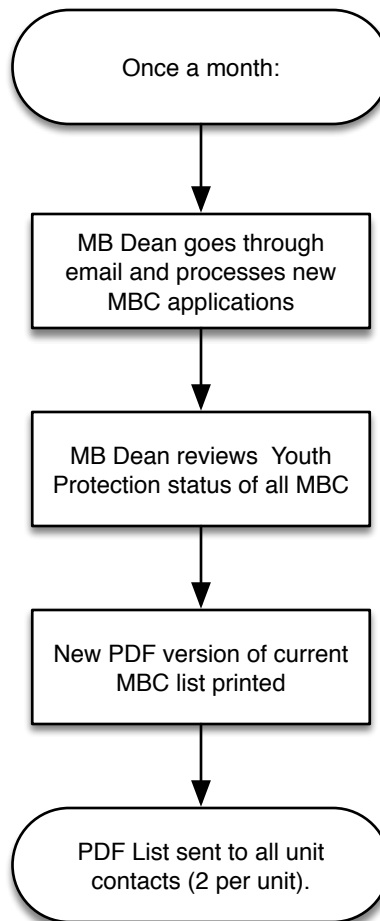 Once a month:
MB Dean goes through
email and processes new
MBC applications
MB Dean reviews  Youth
Protection status of all MBC
New PDF version of current
MBC list printed
PDF List sent to all unit
contacts (2 per unit).